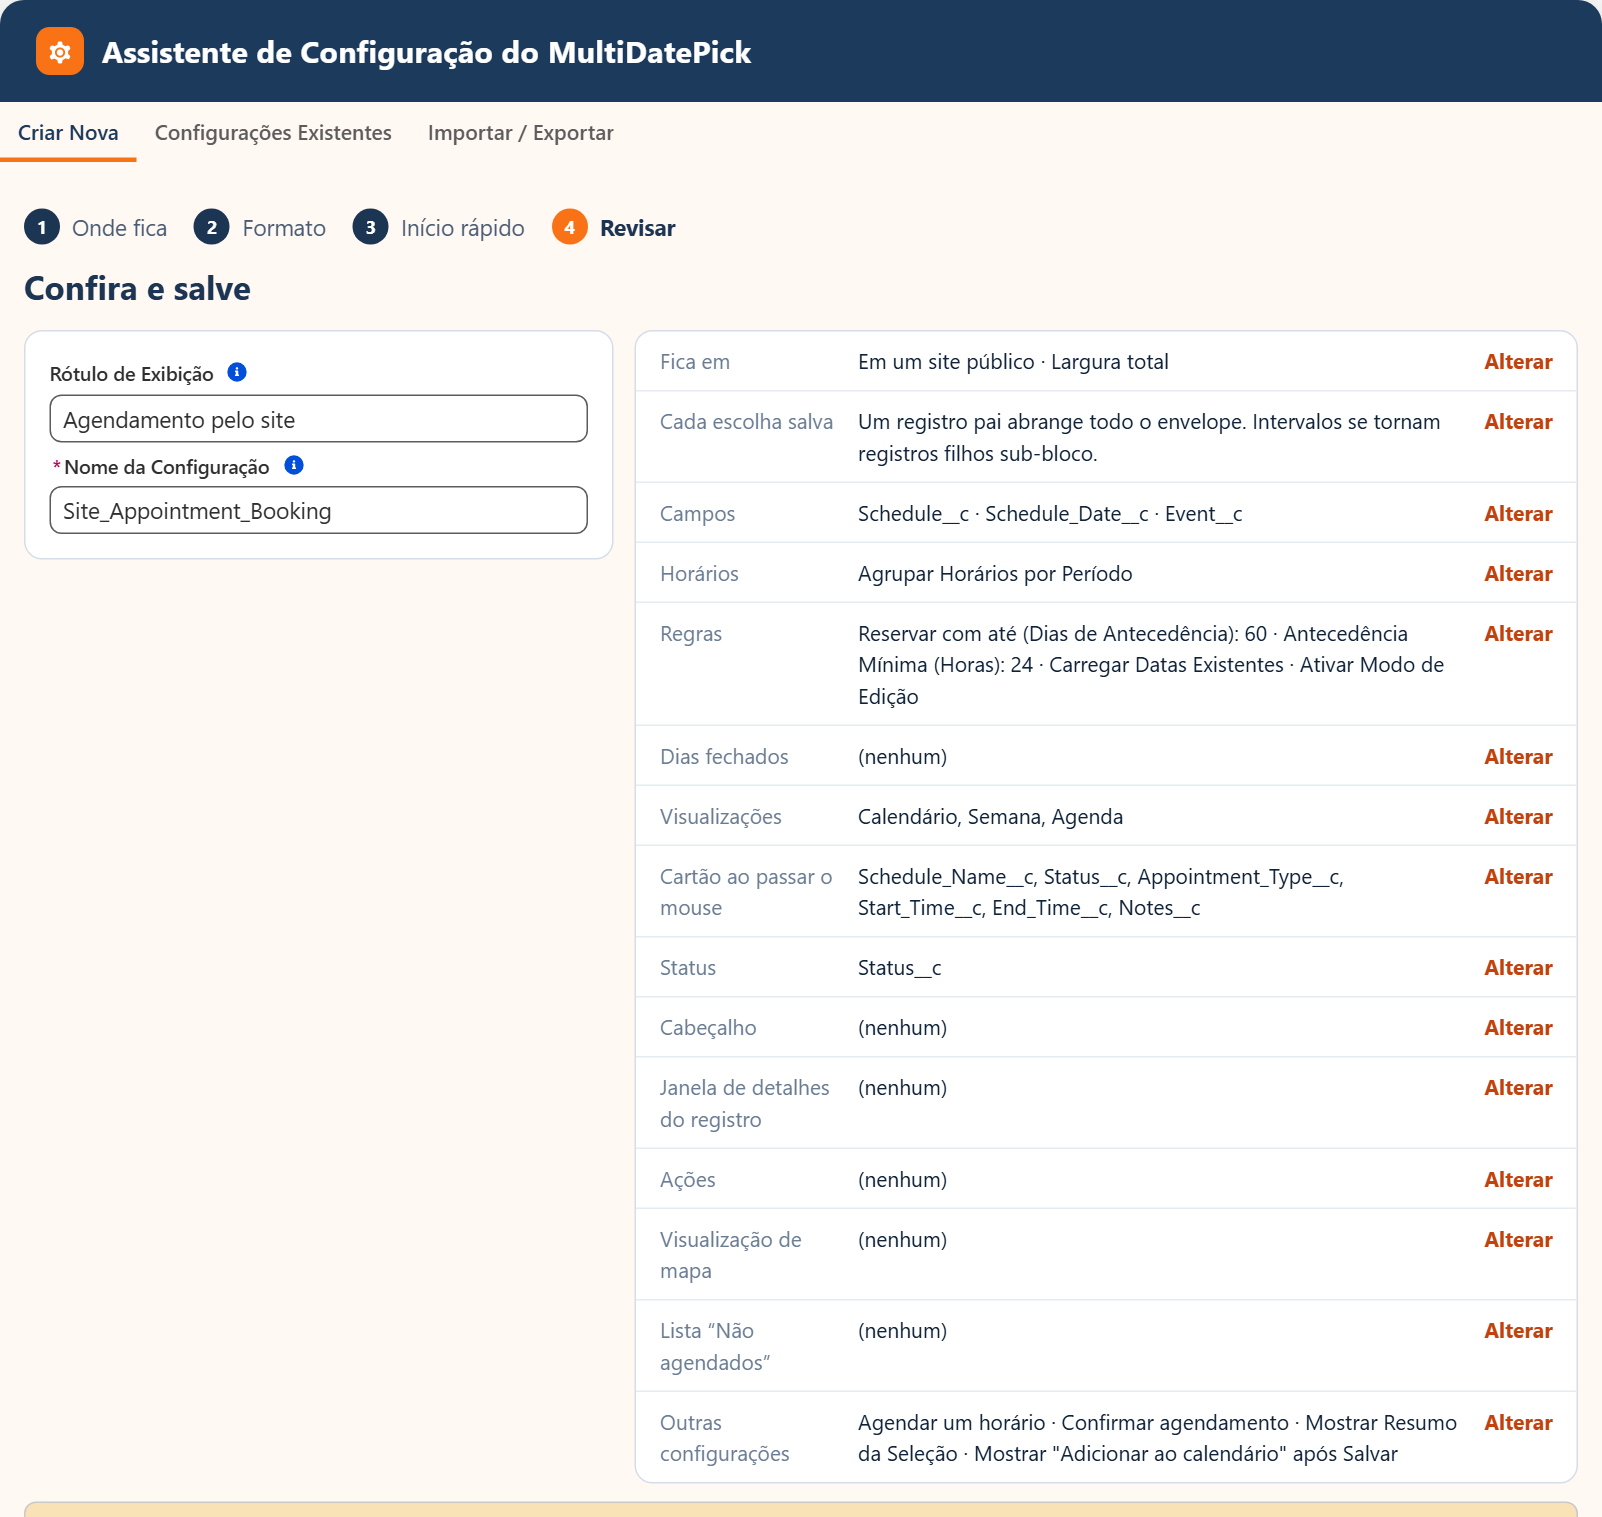 Assistente de Configuração do MultiDatePick
Criar Nova
Configurações Existentes
Importar / Exportar
1 Onde fica
2 Formato
3 Início rápido
4 Revisar
Confira e salve
Rótulo de Exibição
Agendamento pelo site
*Nome da Configuração
Site_Appointment_Booking
Fica em
Em um site público · Largura total
Alterar
Cada escolha salva
Um registro pai abrange todo o envelope. Intervalos se tornam
registros filhos sub-bloco.
Alterar
Campos
Schedule__c · Schedule_Date__c · Event__c
Alterar
Horários
Agrupar Horários por Período
Alterar
Regras
Reservar com até (Dias de Antecedência): 60 · Antecedência
Mínima (Horas): 24 · Carregar Datas Existentes · Ativar Modo de
Edição
Alterar
Dias fechados
(nenhum)
Alterar
Visualizações
Calendário, Semana, Agenda
Alterar
Cartão ao passar o
mouse
Schedule_Name__c, Status__c, Appointment_Type__c,
Start_Time__c, End_Time__c, Notes__c
Alterar
Status
Status__c
Alterar
Cabeçalho
(nenhum)
Alterar
Janela de detalhes
do registro
(nenhum)
Alterar
Ações
(nenhum)
Alterar
Visualização de
mapa
(nenhum)
Alterar
Lista “Não
agendados”
(nenhum)
Alterar
Outras
configurações
Agendar um horário · Confirmar agendamento · Mostrar Resumo
da Seleção · Mostrar "Adicionar ao calendário" após Salvar
Alterar